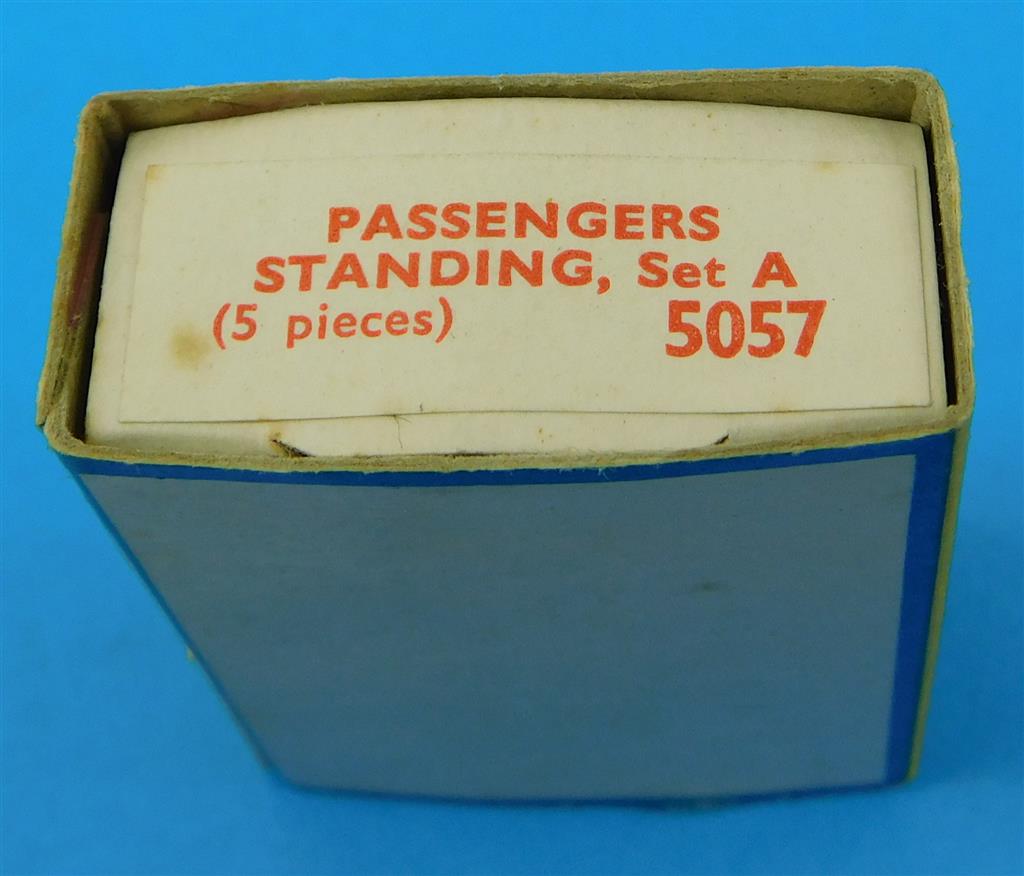 PASSENGERS
STANDING, Set A
(5 pieces) 5057